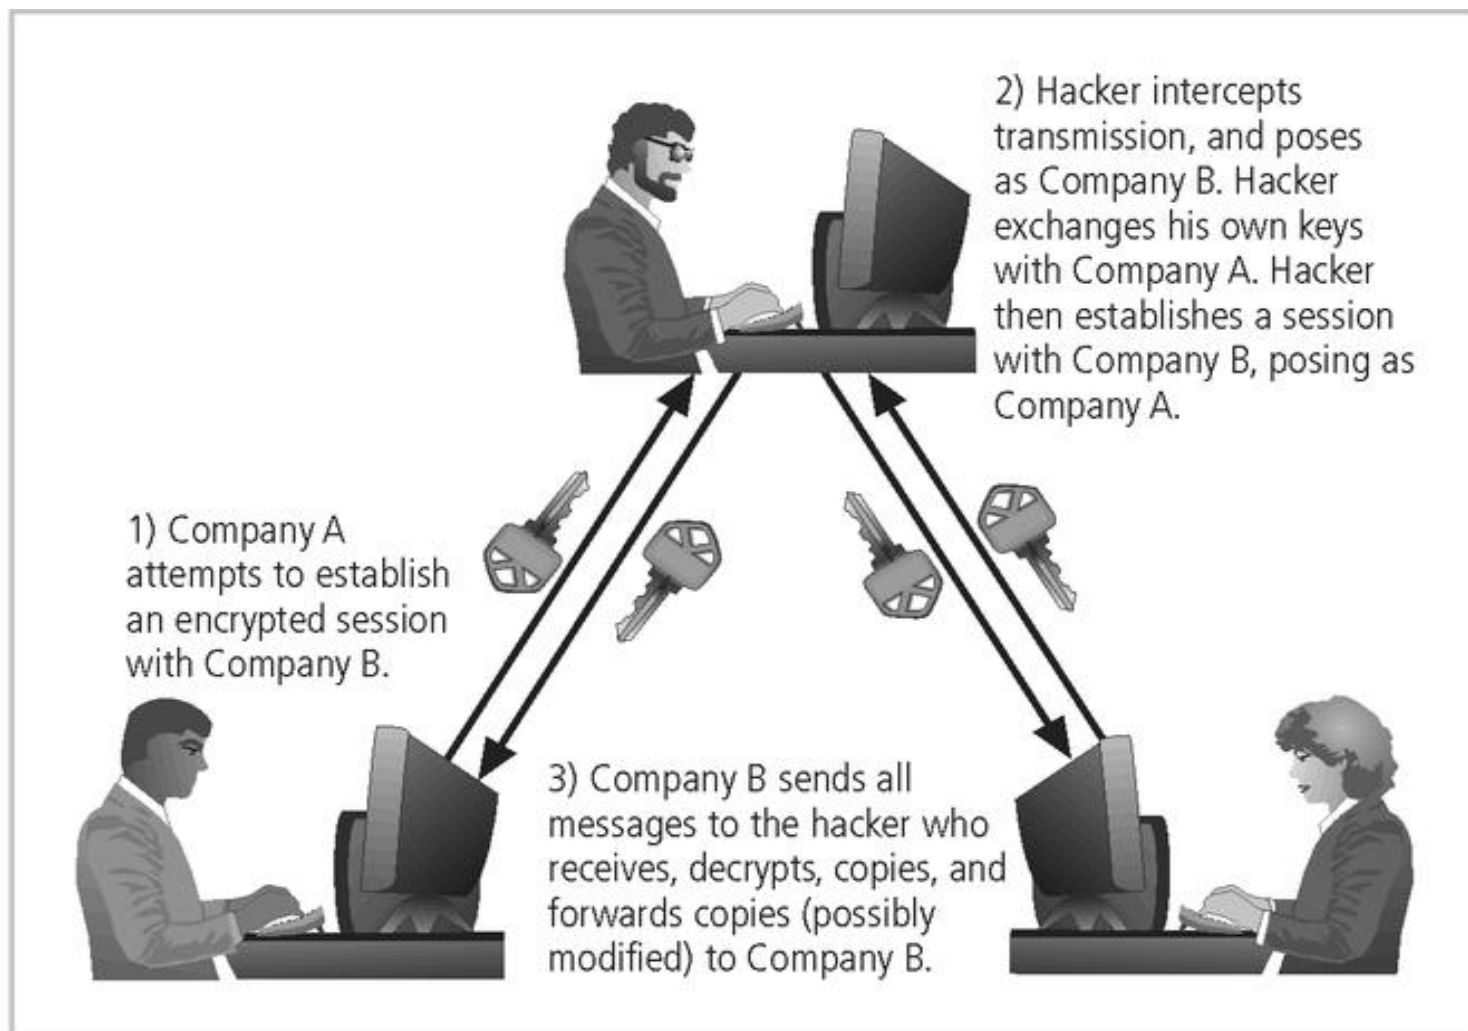 2) Hacker intercepts
transmission, and poses
as Company B. Hacker
exchanges his own keys
with Company A. Hacker
then establishes a session
with Company B, posing as
Company A.
1) Company A
attempts to establish
an encrypted session
with Company B.
3) Company B sends all
messages to the hacker who
receives, decrypts, copies, and
forwards copies (possibly
modified) to Company B.